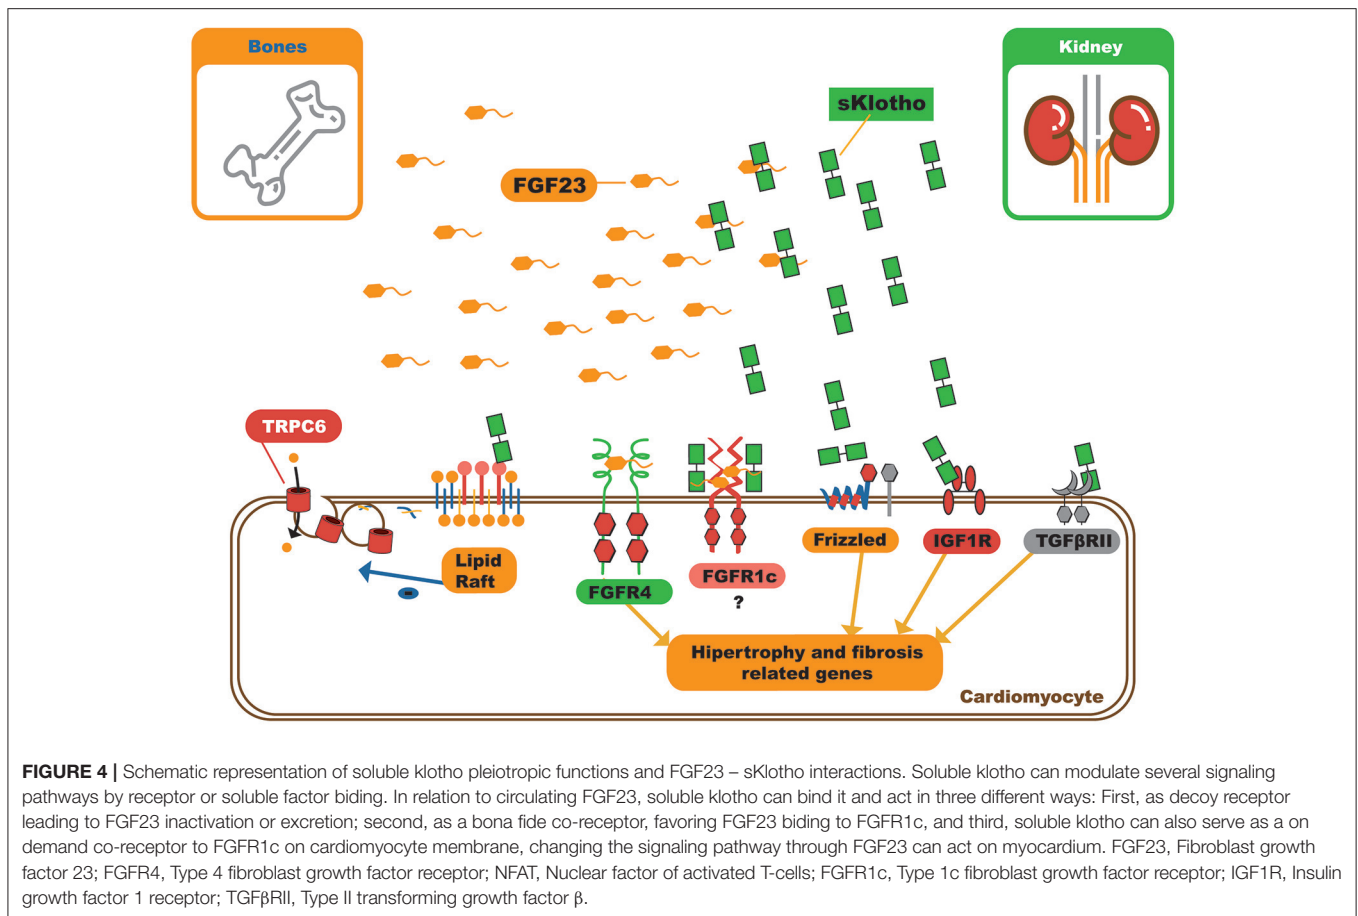 Bones
Kidney
sKlotho
FGF23
TRPC6
Lipid
Raft
-
FGFR4
FGFR1c
?
Frizzled
IGF1R
TGFβRII
Hipertrophy and fibrosis
related genes
Cardiomyocyte
FIGURE 4 | Schematic representation of soluble klotho pleiotropic functions and FGF23 – sKlotho interactions. Soluble klotho can modulate several signaling
pathways by receptor or soluble factor biding. In relation to circulating FGF23, soluble klotho can bind it and act in three different ways: First, as decoy receptor
leading to FGF23 inactivation or excretion; second, as a bona fide co-receptor, favoring FGF23 biding to FGFR1c, and third, soluble klotho can also serve as a on
demand co-receptor to FGFR1c on cardiomyocyte membrane, changing the signaling pathway through FGF23 can act on myocardium. FGF23, Fibroblast growth
factor 23; FGFR4, Type 4 fibroblast growth factor receptor; NFAT, Nuclear factor of activated T-cells; FGFR1c, Type 1c fibroblast growth factor receptor; IGF1R, Insulin
growth factor 1 receptor; TGFβRII, Type II transforming growth factor β.